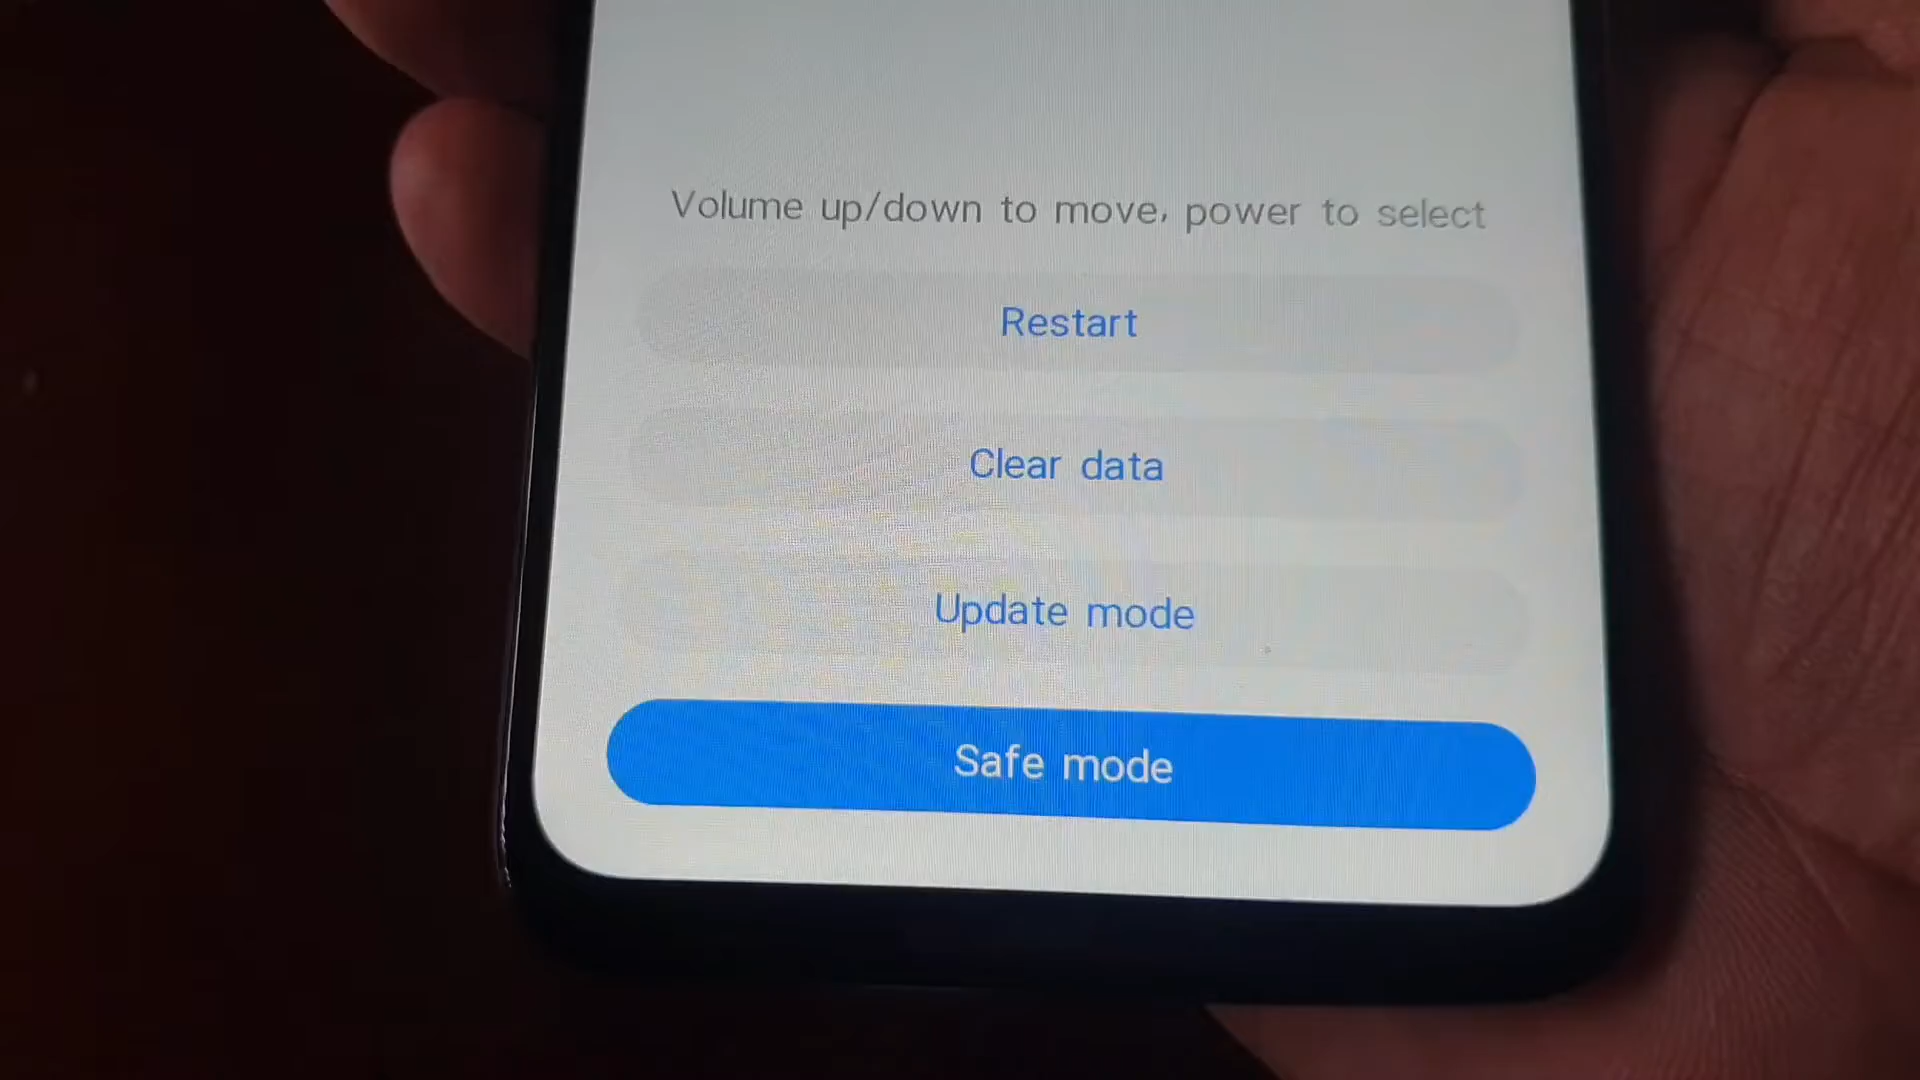 Volume up/down to move, power to select
Restart
Clear data
Update mode
Safe mode